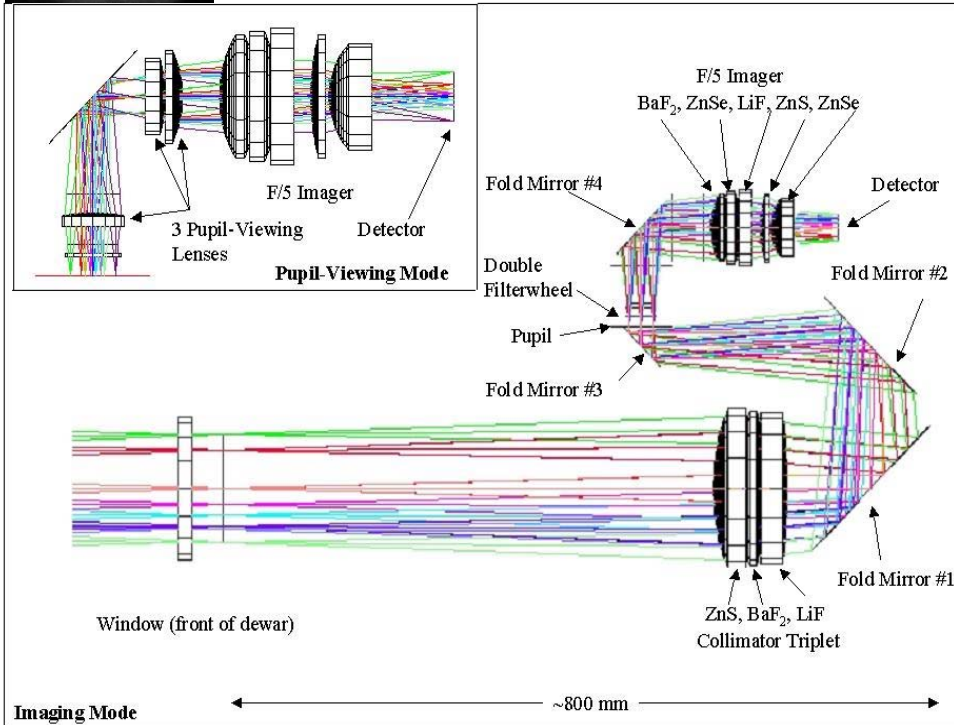 F/5 Imager
Detector
3 Pupil-Viewing
Lenses
Pupil-Viewing Mode
F/5 Imager
BaF2, ZnSe, LiF, ZnS, ZnSe
Fold Mirror #4
Detector
Double
Filterwheel
Fold Mirror #2
Pupil
Fold Mirror #3
Fold Mirror #1
ZnS, BaF2, LiF
Collimator Triplet
Window (front of dewar)
~800 mm
Imaging Mode